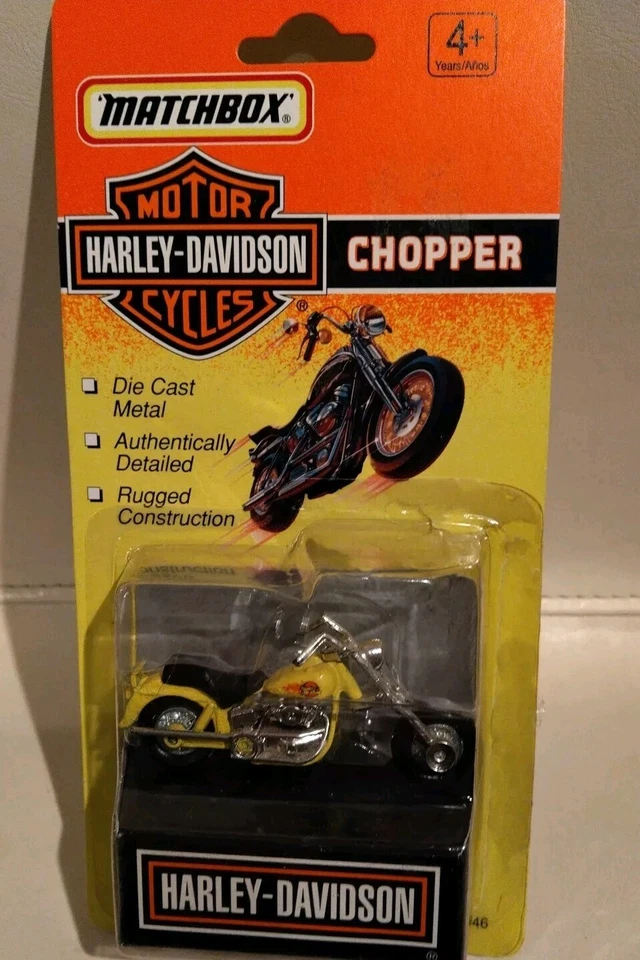 4+
Years/Años
'MATCHBOX'®
MOTOR
HARLEY-DAVIDSON
CYCLES®
CHOPPER
❏ Die Cast
Metal
❏ Authentically
Detailed
❏ Rugged
Construction
HARLEY-DAVIDSON
®